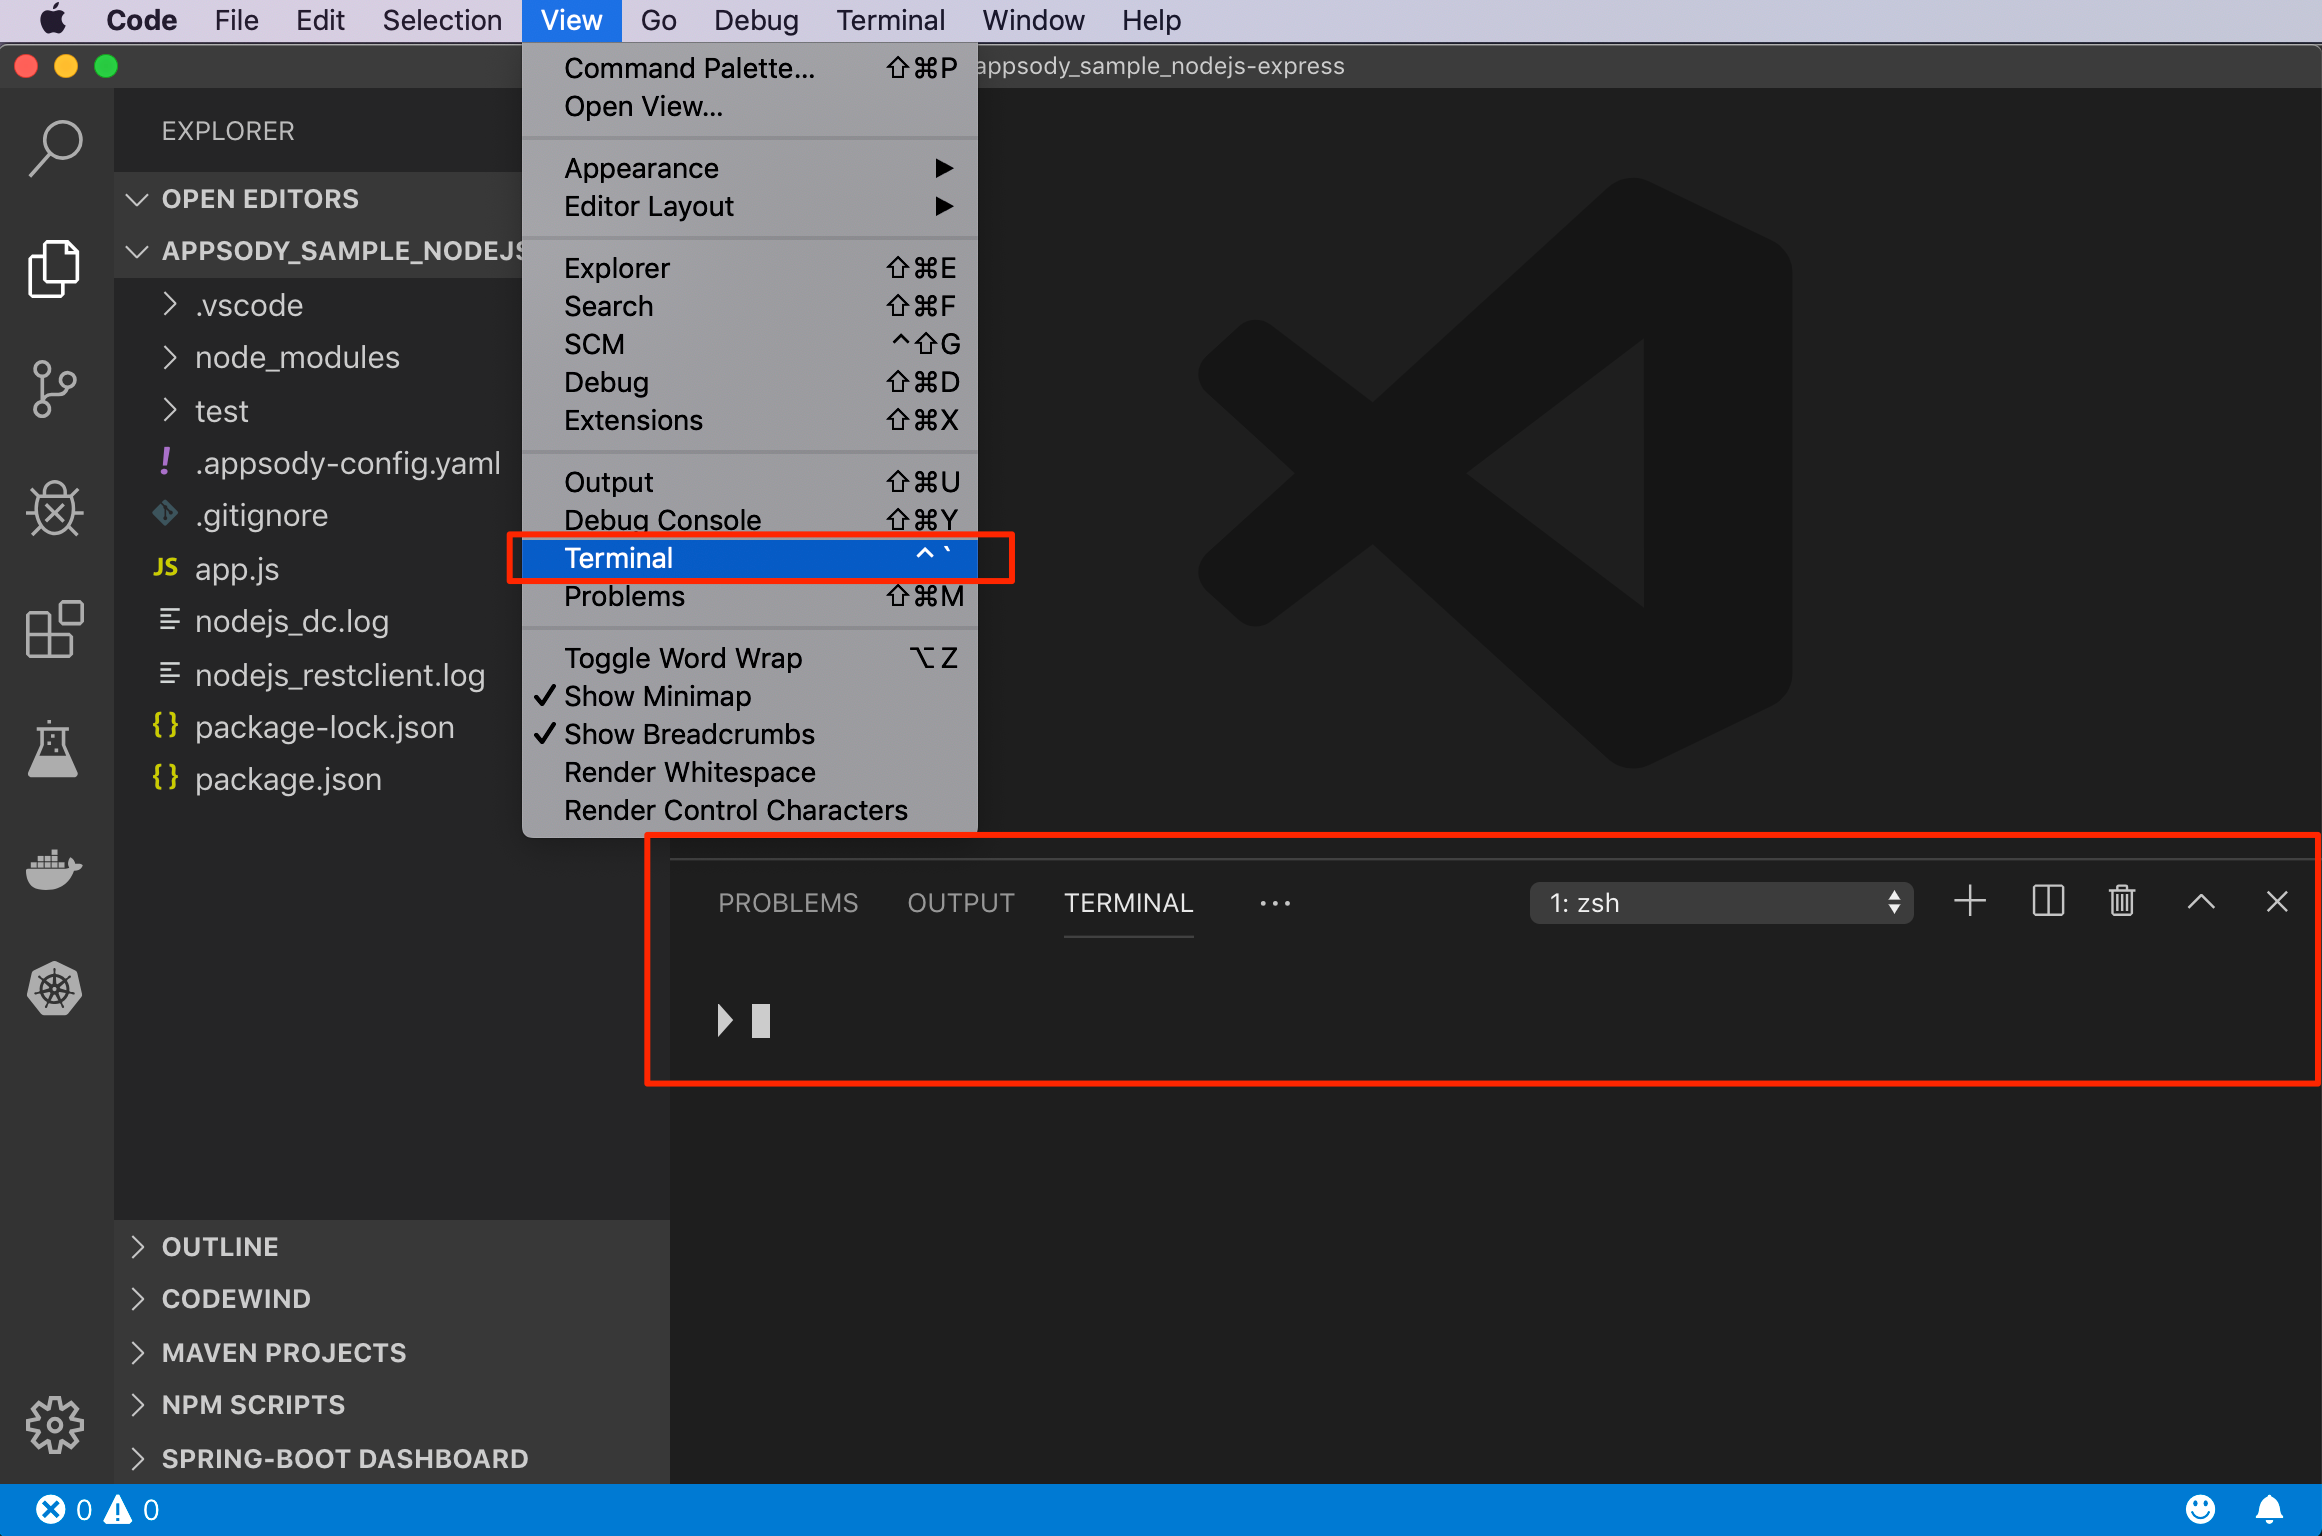 Code File Edit Selection View Go Debug Terminal Window Help
appsody_sample_nodejs-express
EXPLORER
OPEN EDITORS
APPSODY_SAMPLE_NODEJS
.vscode
node_modules
test
.appsody-config.yaml
.gitignore
JS app.js
nodejs_dc.log
nodejs_restclient.log
{} package-lock.json
{} package.json
OUTLINE
CODEWIND
MAVEN PROJECTS
NPM SCRIPTS
SPRING-BOOT DASHBOARD
Command Palette... ⇧⌘P
Open View...
Appearance ▶
Editor Layout ▶
Explorer ⇧⌘E
Search ⇧⌘F
SCM ^⇧G
Debug ⇧⌘D
Extensions ⇧⌘X
Output ⇧⌘U
Debug Console ⇧⌘Y
Terminal ^`
Problems ⇧⌘M
Toggle Word Wrap ⌥Z
✓ Show Minimap
✓ Show Breadcrumbs
Render Whitespace
Render Control Characters
PROBLEMS OUTPUT TERMINAL ... 1: zsh
0 0